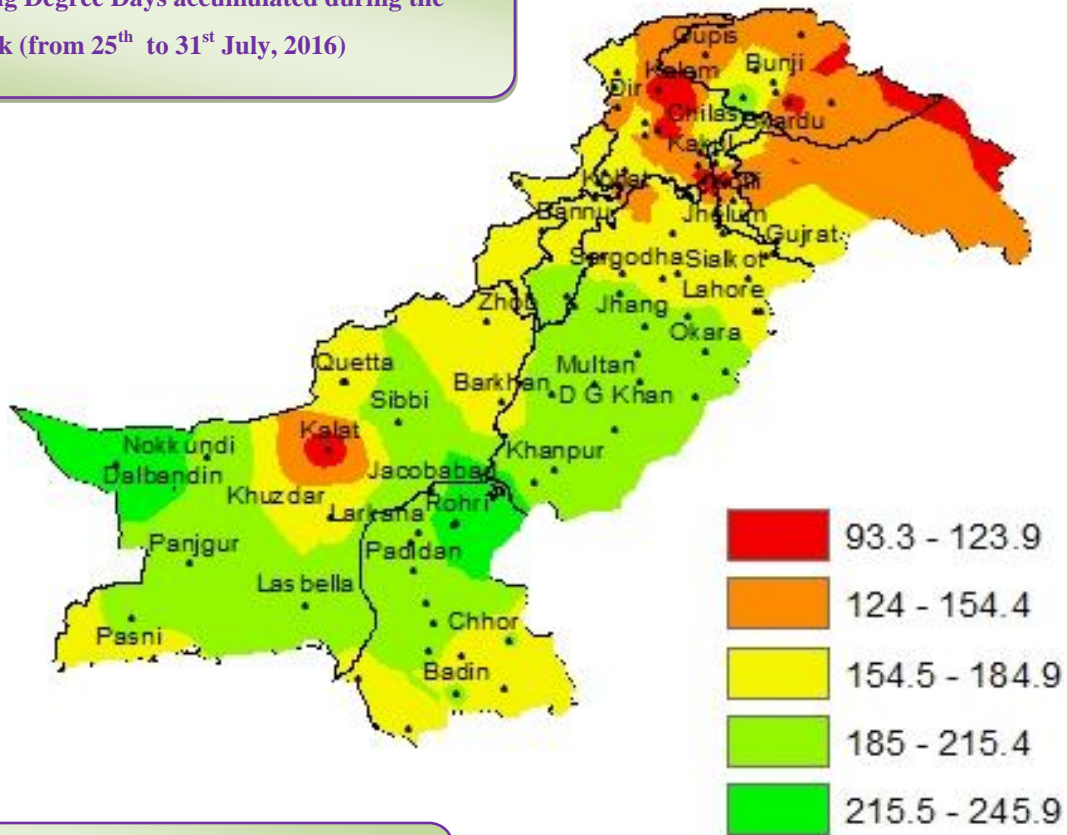 ng Degree Days accumulated during the
k (from 25th to 31st July, 2016)
Gupis
Bunji
Kalam
Dir
Chilas
Skardu
Kakul
Kohat
Kotli
Bannu
Jhelum
Gujrat
Sargodha
Sialkot
Lahore
Zhob
Jhang
Okara
Quetta
Multan
Barkhan
D G Khan
Sibbi
Kalat
Nokkundi
Khanpur
Dalbandin
Jacobabad
Khuzdar
Larkana
Rohri
Panjgur
Padidan
Lasbella
Chhor
Pasni
Badin
93.3 - 123.9
124 - 154.4
154.5 - 184.9
185 - 215.4
215.5 - 245.9